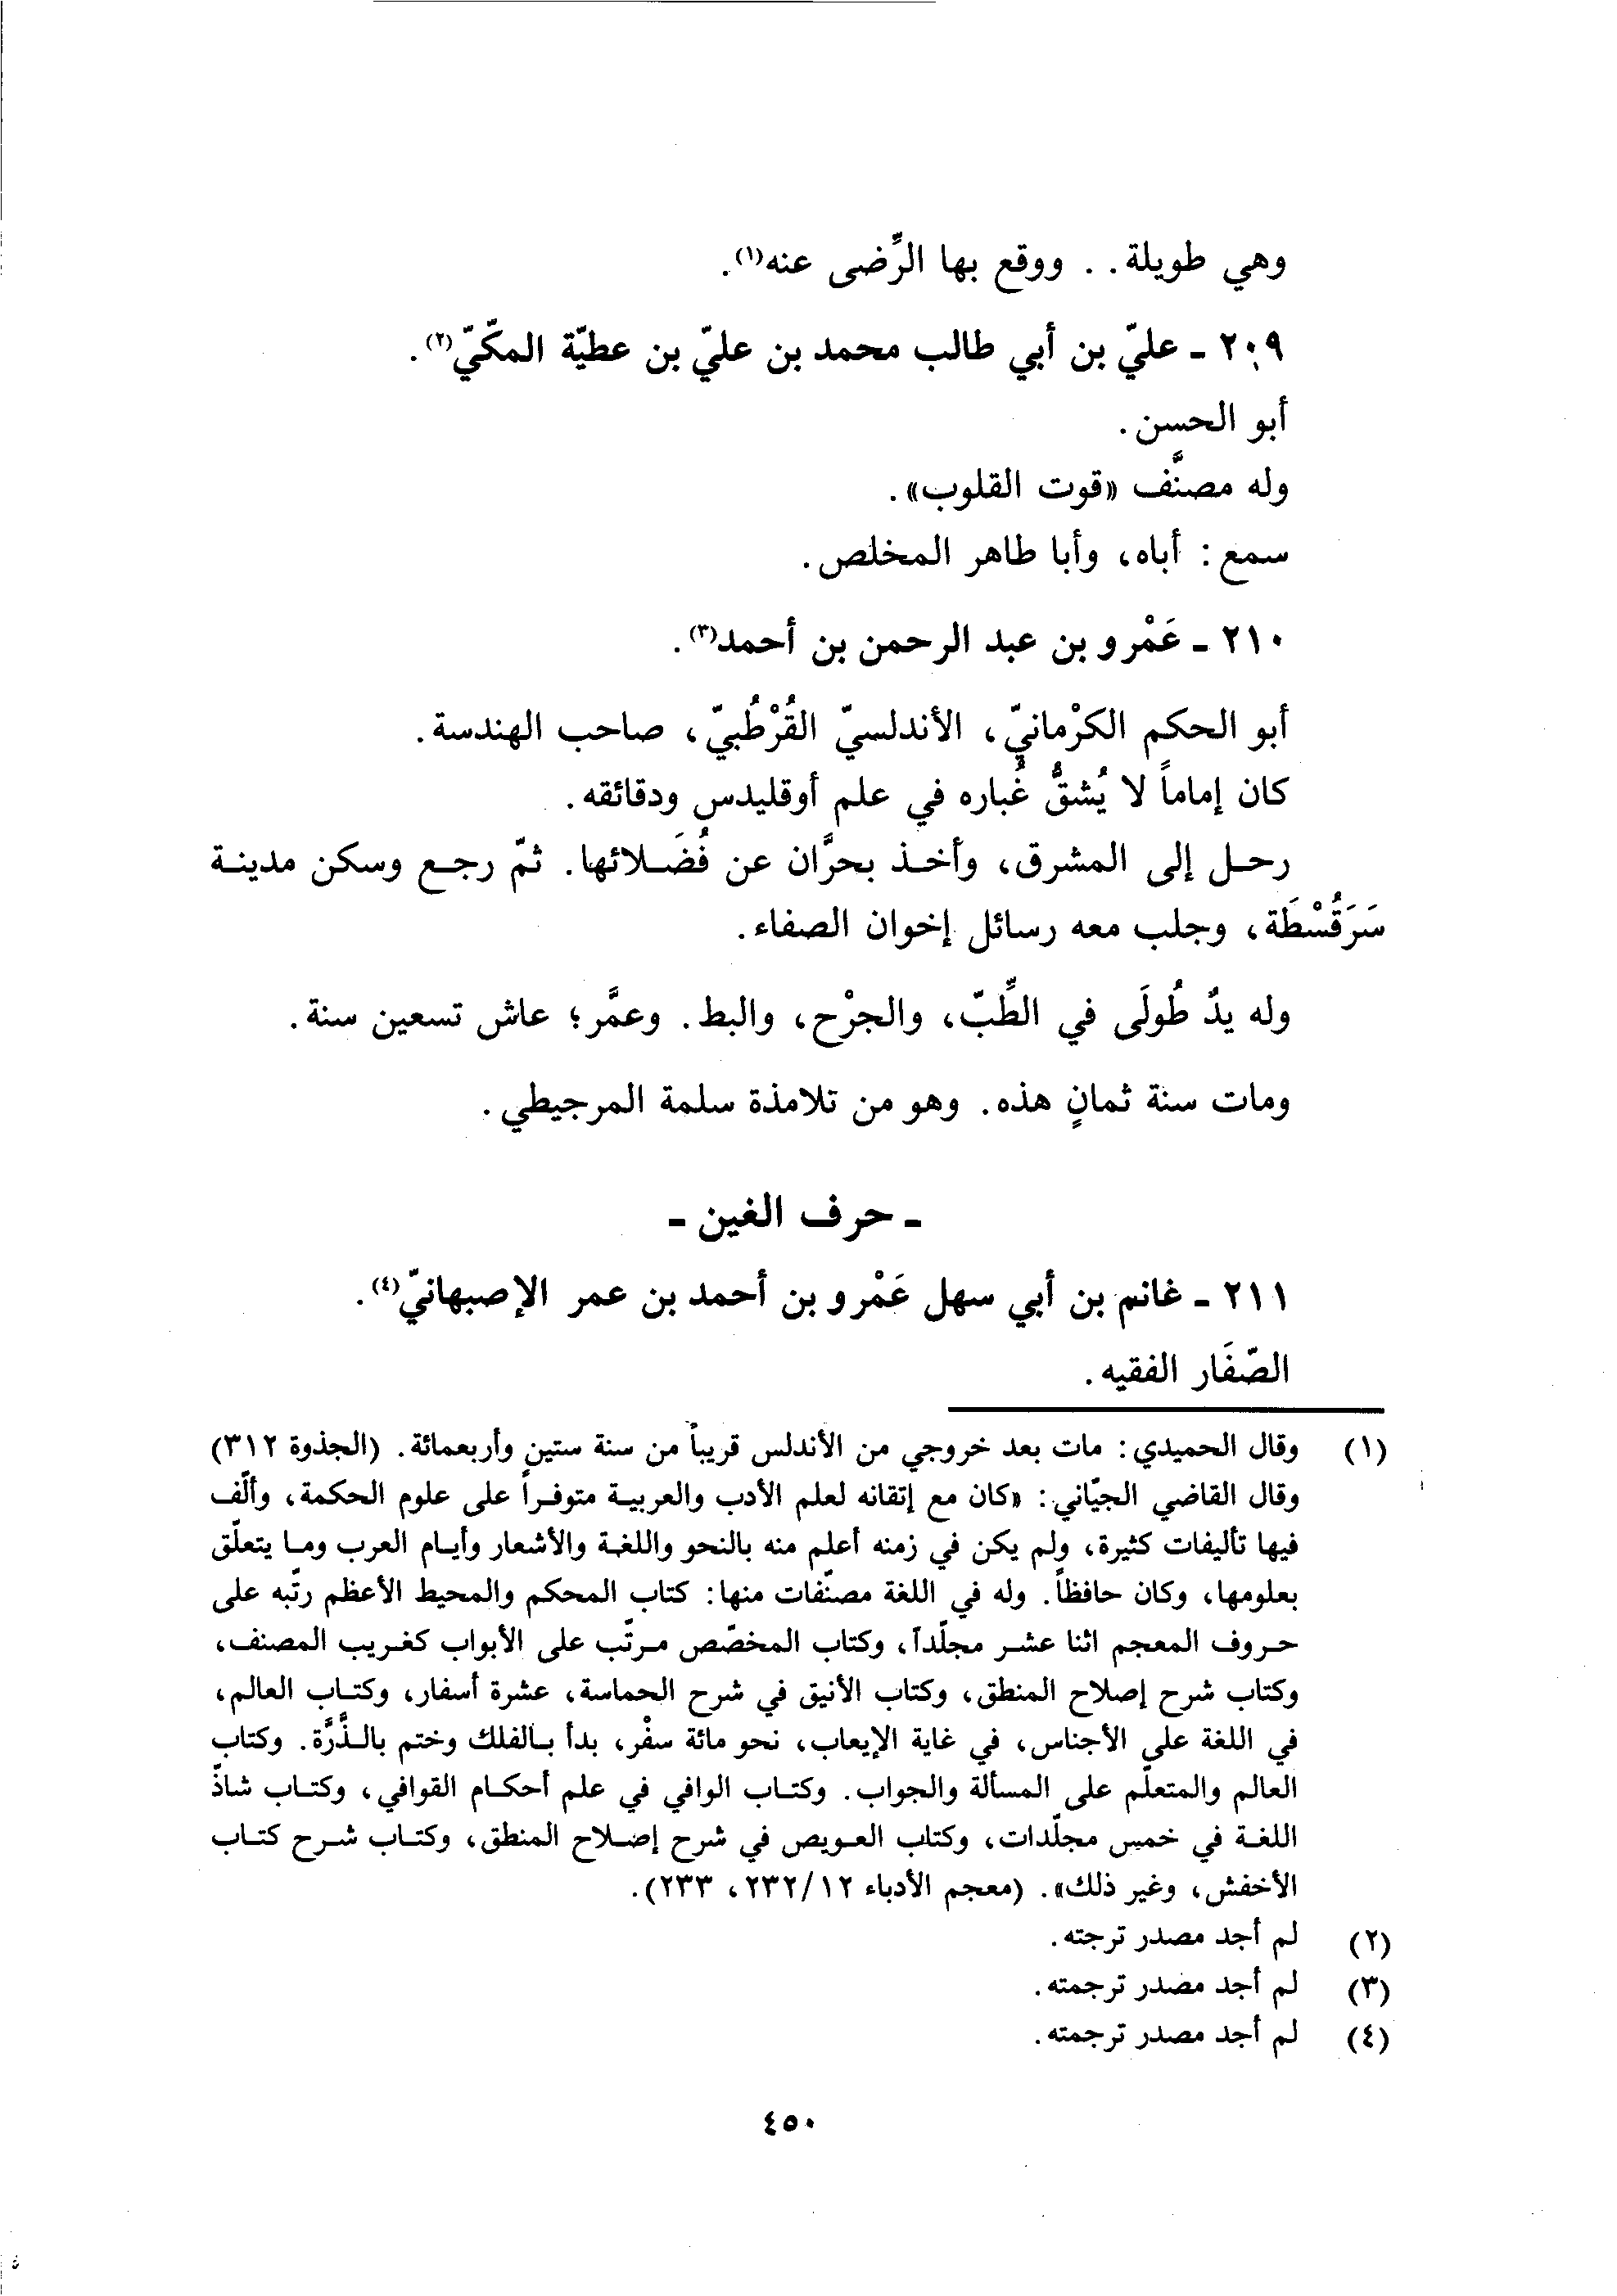 وهي طويلة . . ووقع بها الرِّضى عنه(١).
٢٠٩ ـ عليّ بن أبي طالب محمد بن عليّ بن عطيّة المكّيّ(٢).
أبو الحسن.
وله مصنَّف «قوت القلوب».
سمع: أباه، وأبا طاهر المخلص.
٢١٠ ـ عَمْرو بن عبد الرحمن بن أحمد(٣).
أبو الحكم الكرْمانيّ، الأندلسيّ القُرْطُبيّ، صاحب الهندسة.
كان إماماً لا يُشقُّ غُباره في علم أوقليدس ودقائقه.
رحل إلى المشرق، وأخذ بحرَّان عن فُضَلائها. ثمّ رجع وسكن مدينة
سَرَقُسْطَة، وجلب معه رسائل إخوان الصفاء.
وله يدٌ طُولَى في الطِّبّ، والجرْح، والبط. وعمَّر؛ عاش تسعين سنة.
ومات سنة ثمانٍ هذه. وهو من تلامذة سلمة المرجيطي.
ـ حرف الغين ـ
٢١١ ـ غانم بن أبي سهل عَمْرو بن أحمد بن عمر الإصبهانيّ(٤).
الصّفَار الفقيه.
(١) وقال الحميدي: مات بعد خروجي من الأندلس قريباً من سنة ستين وأربعمائة. (الجذوة ٣١٢)
وقال القاضي الجيّاني: «كان مع إتقانه لعلم الأدب والعربية متوفراً على علوم الحكمة، وألّف
فيها تأليفات كثيرة، ولم يكن في زمنه أعلم منه بالنحو واللغة والأشعار وأيام العرب وما يتعلّق
بعلومها، وكان حافظاً. وله في اللغة مصنّفات منها: كتاب المحكم والمحيط الأعظم رتّبه على
حروف المعجم اثنا عشر مجلّداً، وكتاب المخصّص مرتّب على الأبواب كغريب المصنف،
وكتاب شرح إصلاح المنطق، وكتاب الأنيق في شرح الحماسة، عشرة أسفار، وكتاب العالم،
في اللغة على الأجناس، في غاية الإيعاب، نحو مائة سفْر، بدأ بالفلك وختم بالذَّرَّة. وكتاب
العالم والمتعلّم على المسألة والجواب. وكتاب الوافي في علم أحكام القوافي، وكتاب شاذّ
اللغة في خمس مجلّدات، وكتاب العويص في شرح إصلاح المنطق، وكتاب شرح كتاب
الأخفش، وغير ذلك». (معجم الأدباء ٢٣٢/١٢، ٢٣٣).
(٢) لم أجد مصدر ترجته.
(٣) لم أجد مصدر ترجمته.
(٤) لم أجد مصدر ترجمته.
٤٥٠